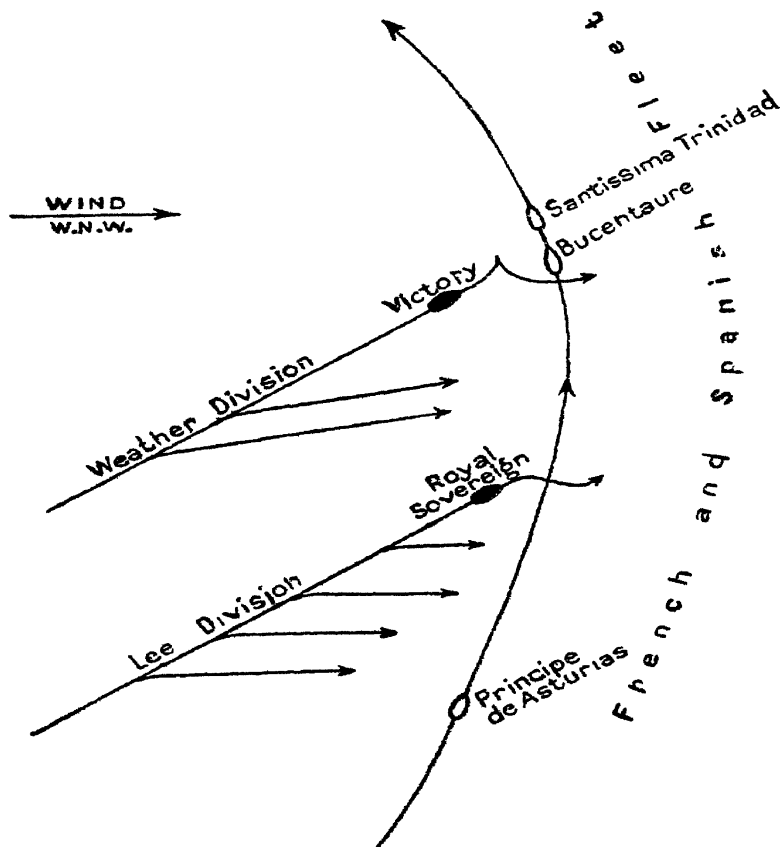 French and Spanish Fleet
Santissima Trinidad
Bucentaure
WIND
W.N.W.
Victory
Weather Division
Royal
Sovereign
Lee Division
Principe
de Asturias